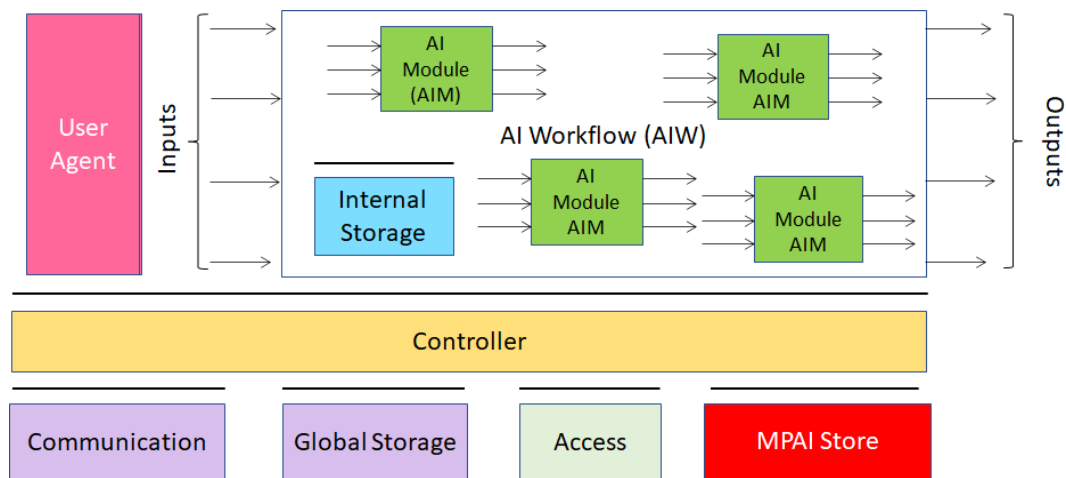 User
Agent
Inputs
AI
Module
(AIM)
AI
Module
AIM
AI Workflow (AIW)
Internal
Storage
AI
Module
AIM
AI
Module
AIM
Outputs
Controller
Communication
Global Storage
Access
MPAI Store